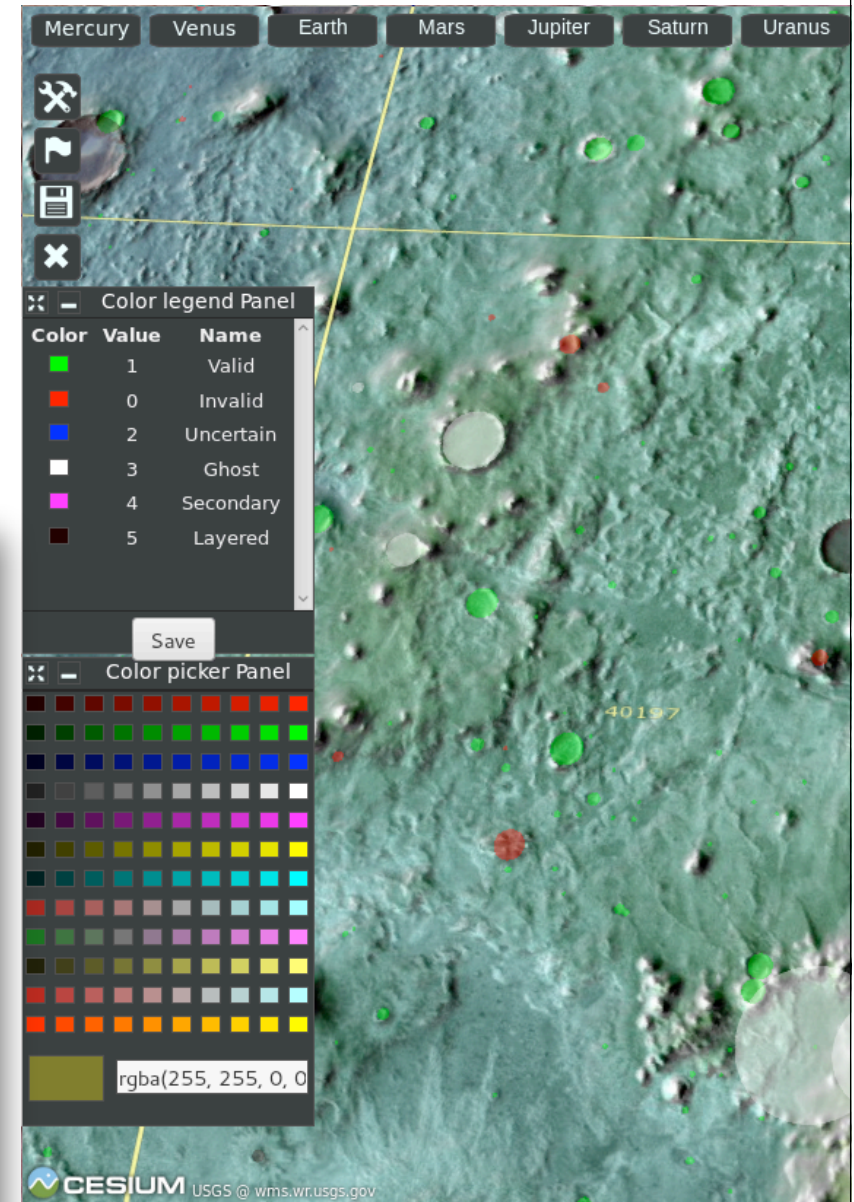 Mercury Venus Earth Mars Jupiter Saturn Uranus
Color legend Panel
Color Value Name
1 Valid
0 Invalid
2 Uncertain
3 Ghost
4 Secondary
5 Layered
Save
Color picker Panel
40197
rgba(255, 255, 0, 0
CESIUM USGS @ wms.wr.usgs.gov